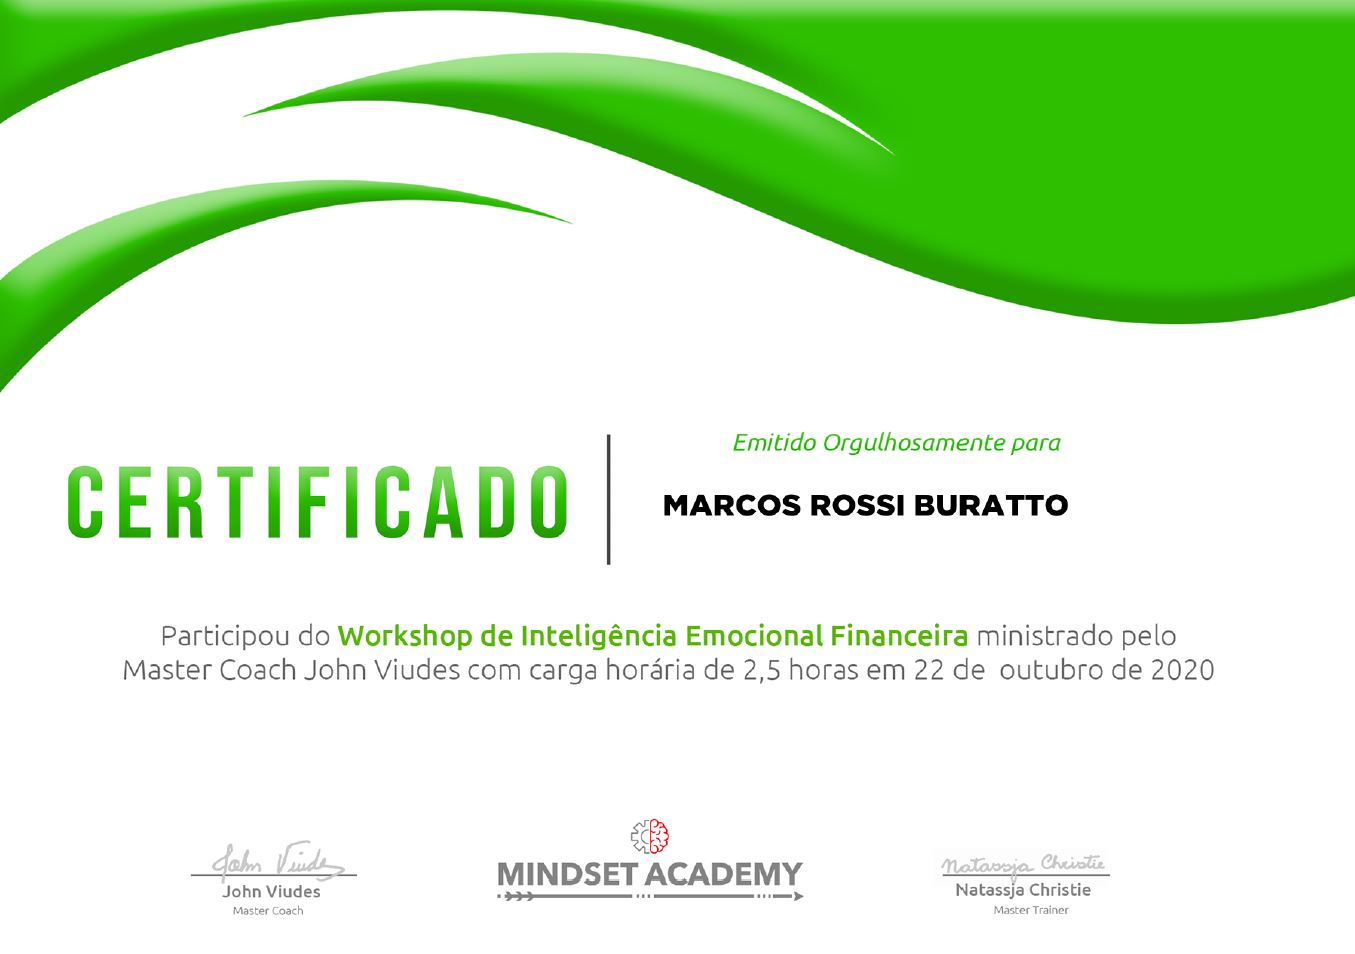 CERTIFICADO
Emitido Orgulhosamente para
MARCOS ROSSI BURATTO
Participou do Workshop de Inteligência Emocional Financeira ministrado pelo
Master Coach John Viudes com carga horária de 2,5 horas em 22 de outubro de 2020
John Viudes
John Viudes
Master Coach
MINDSET ACADEMY
Natassja Christie
Natassja Christie
Master Trainer